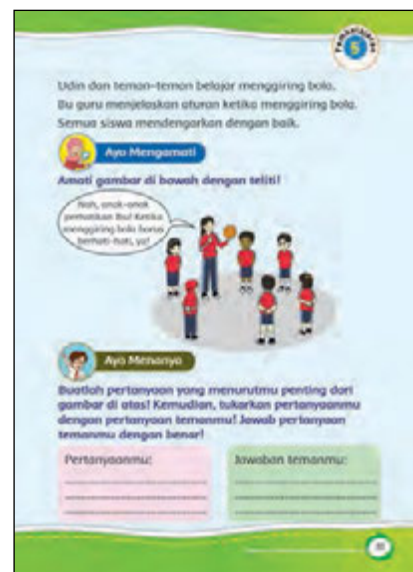 Pembelajaran
5
Udin dan teman-teman belajar menggiring bola.
Bu guru menjelaskan aturan ketika menggiring bola.
Semua siswa mendengarkan dengan baik.
Ayo Mengamati
Amati gambar di bawah dengan teliti!
Nah, anak-anak
perhatikan Ibu! Ketika
menggiring bola harus
berhati-hati, ya!
Ayo Menanya
Buatlah pertanyaan yang menurutmu penting dari
gambar di atas! Kemudian, tukarkan pertanyaanmu
dengan pertanyaan temanmu! Jawab pertanyaan
temanmu dengan benar!
Pertanyaanmu:
Jawaban temanmu: